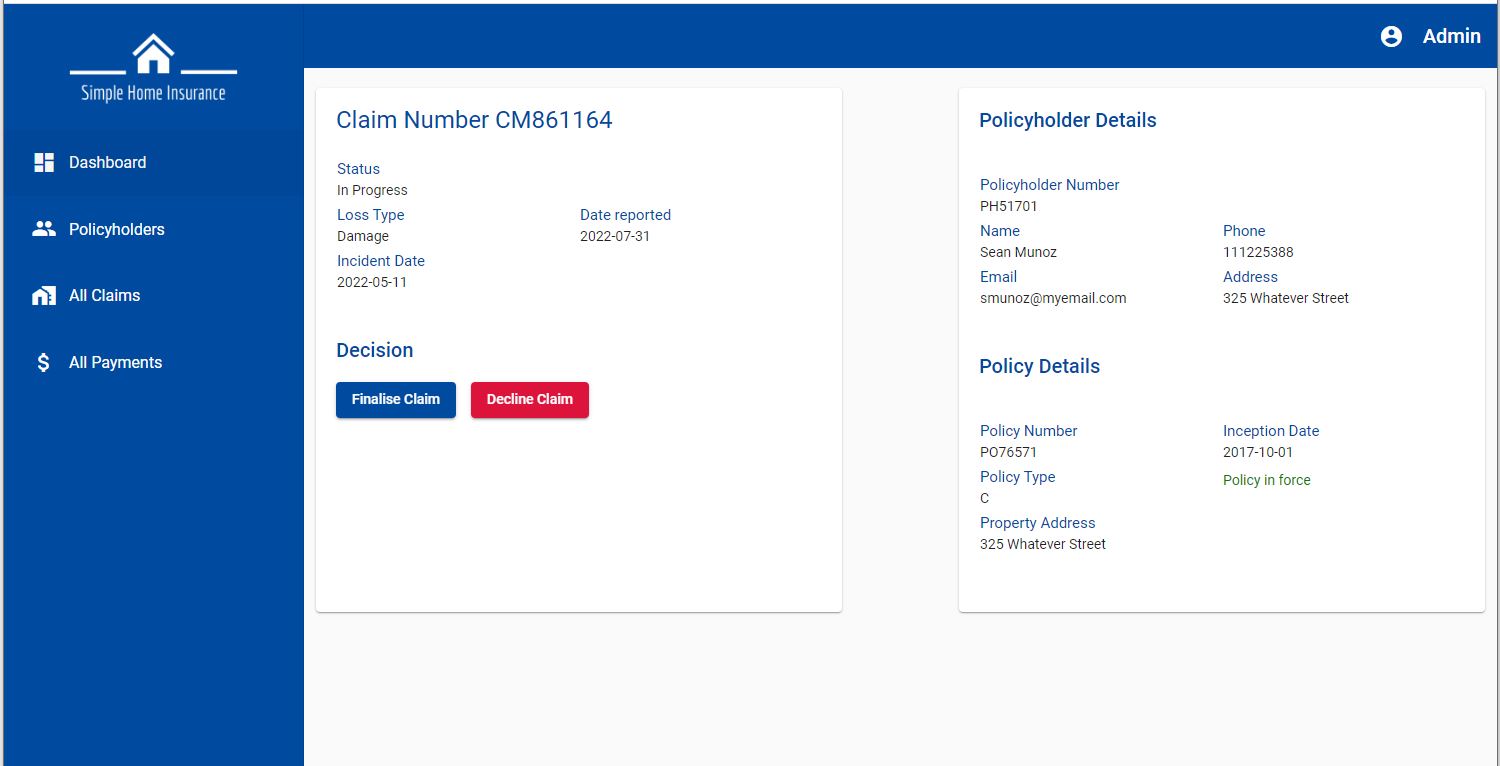 Simple Home Insurance
Dashboard
Policyholders
All Claims
All Payments
Admin
Claim Number CM861164
Status
In Progress
Loss Type
Damage
Date reported
2022-07-31
Incident Date
2022-05-11
Decision
Finalise Claim
Decline Claim
Policyholder Details
Policyholder Number
PH51701
Name
Sean Munoz
Phone
111225388
Email
smunoz@myemail.com
Address
325 Whatever Street
Policy Details
Policy Number
PO76571
Inception Date
2017-10-01
Policy Type
C
Policy in force
Property Address
325 Whatever Street